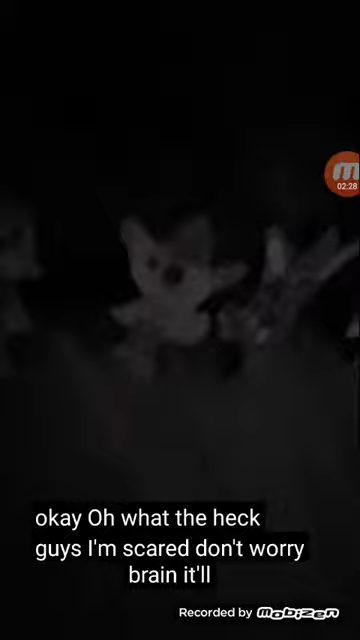 02:28
okay Oh what the heck
guys I'm scared don't worry
brain it'll
Recorded by Mobizen